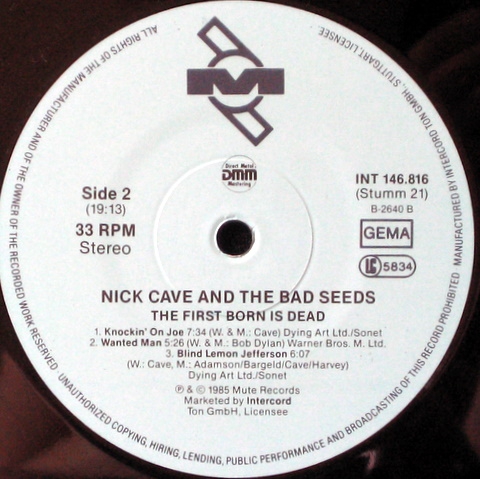 M
Direct Metal
DMM
Mastering
Side 2
(19:13)
33 RPM
Stereo
INT 146.816
(Stumm 21)
B-2640 B
GEMA
LC 5834
NICK CAVE AND THE BAD SEEDS
THE FIRST BORN IS DEAD
1. Knockin' On Joe 7:34 (W. & M.: Cave) Dying Art Ltd./Sonet
2. Wanted Man 5:26 (W. & M.: Bob Dylan) Warner Bros. M. Ltd.
3. Blind Lemon Jefferson 6:07
(W.: Cave, M.: Adamson/Bargeld/Cave/Harvey)
Dying Art Ltd./Sonet
℗ & © 1985 Mute Records
Marketed by Intercord
Ton GmbH, Licensee
ALL RIGHTS OF THE MANUFACTURER AND OF THE OWNER OF THE RECORDED WORK RESERVED · UNAUTHORIZED COPYING, HIRING, LENDING, PUBLIC PERFORMANCE AND BROADCASTING OF THIS RECORD PROHIBITED · MANUFACTURED BY INTERCORD TON GMBH, STUTTGART, LICENSEE